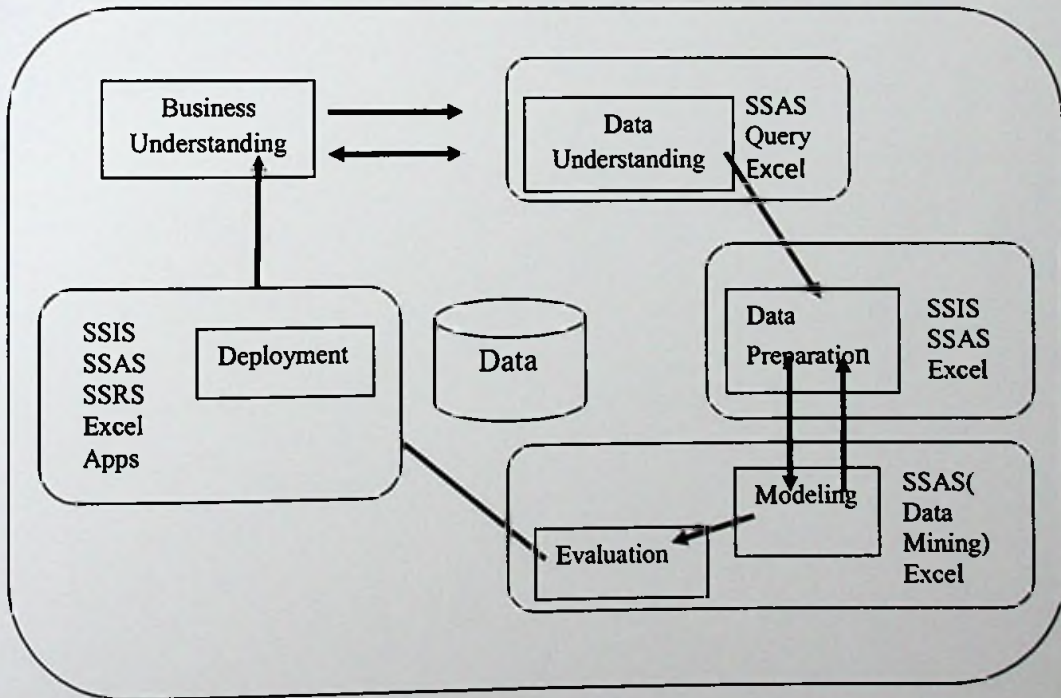 Business
Understanding
Data
Understanding
SSAS
Query
Excel
Data
Preparation
SSIS
SSAS
Excel
SSIS
SSAS
SSRS
Excel
Apps
Deployment
Data
Modeling
SSAS(
Data
Mining)
Excel
Evaluation